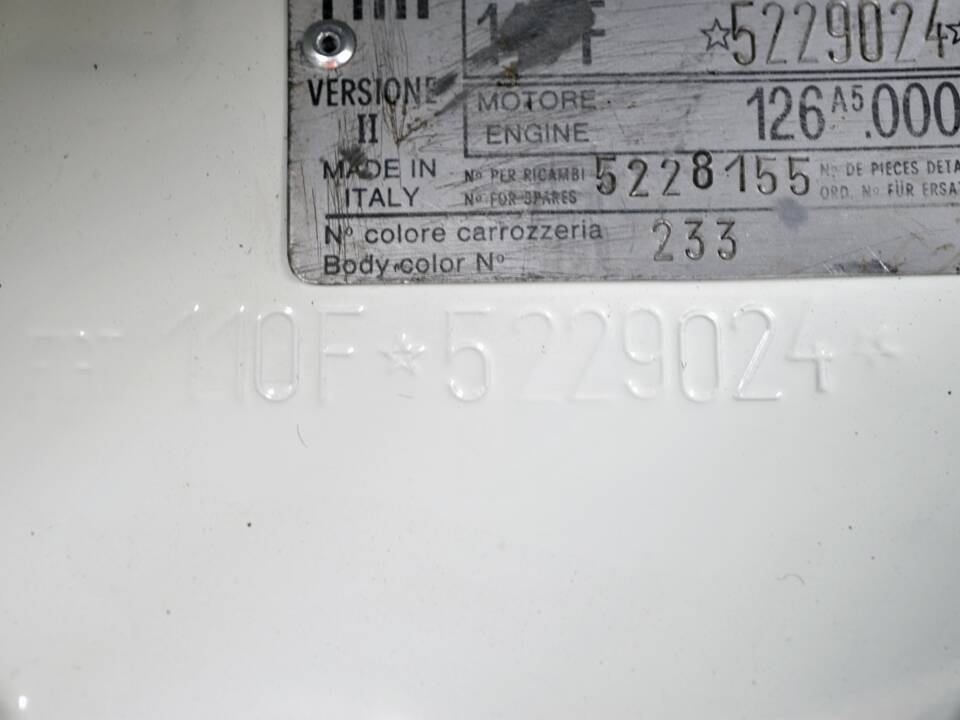 F ☆5229024☆
VERSIONE II
MOTORE ENGINE 126A5.000
MADE IN ITALY
Nº PER RICAMBI Nº FOR SPARES 5228155 Nº DE PIECES DETA ORD. Nº FÜR ERSAT
Nº colore carrozzeria
Body color Nº 233
110F☆5229024☆